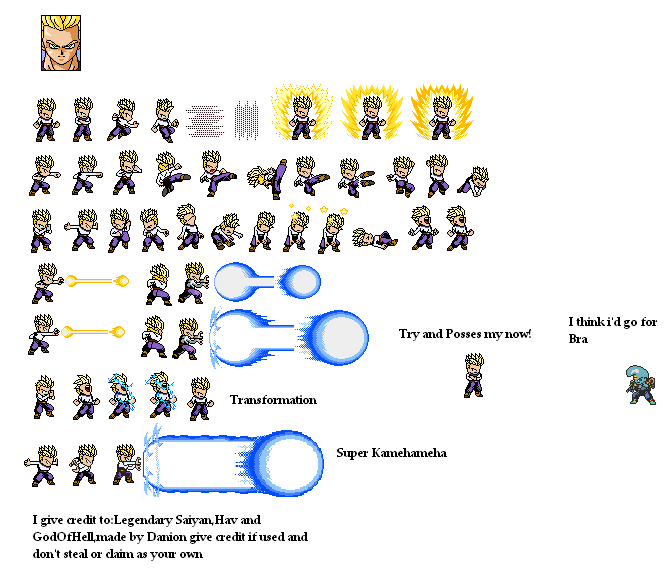 I think i'd go for
Try and Posses my now!
Bra
Transformation
Super Kamehameha
I give credit to:Legendary Saiyan,Hav and
GodOfHell,made by Danion give credit if used and
don't steal or claim as your own